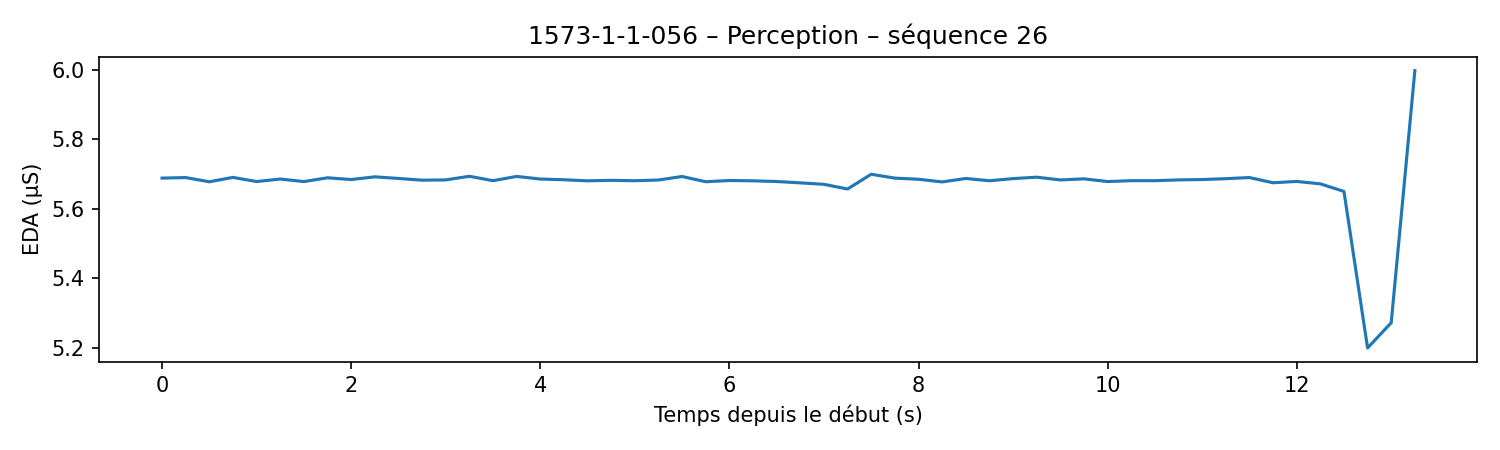 1573-1-1-056 – Perception – séquence 26
EDA (µS)
6.0
5.8
5.6
5.4
5.2
0 2 4 6 8 10 12
Temps depuis le début (s)